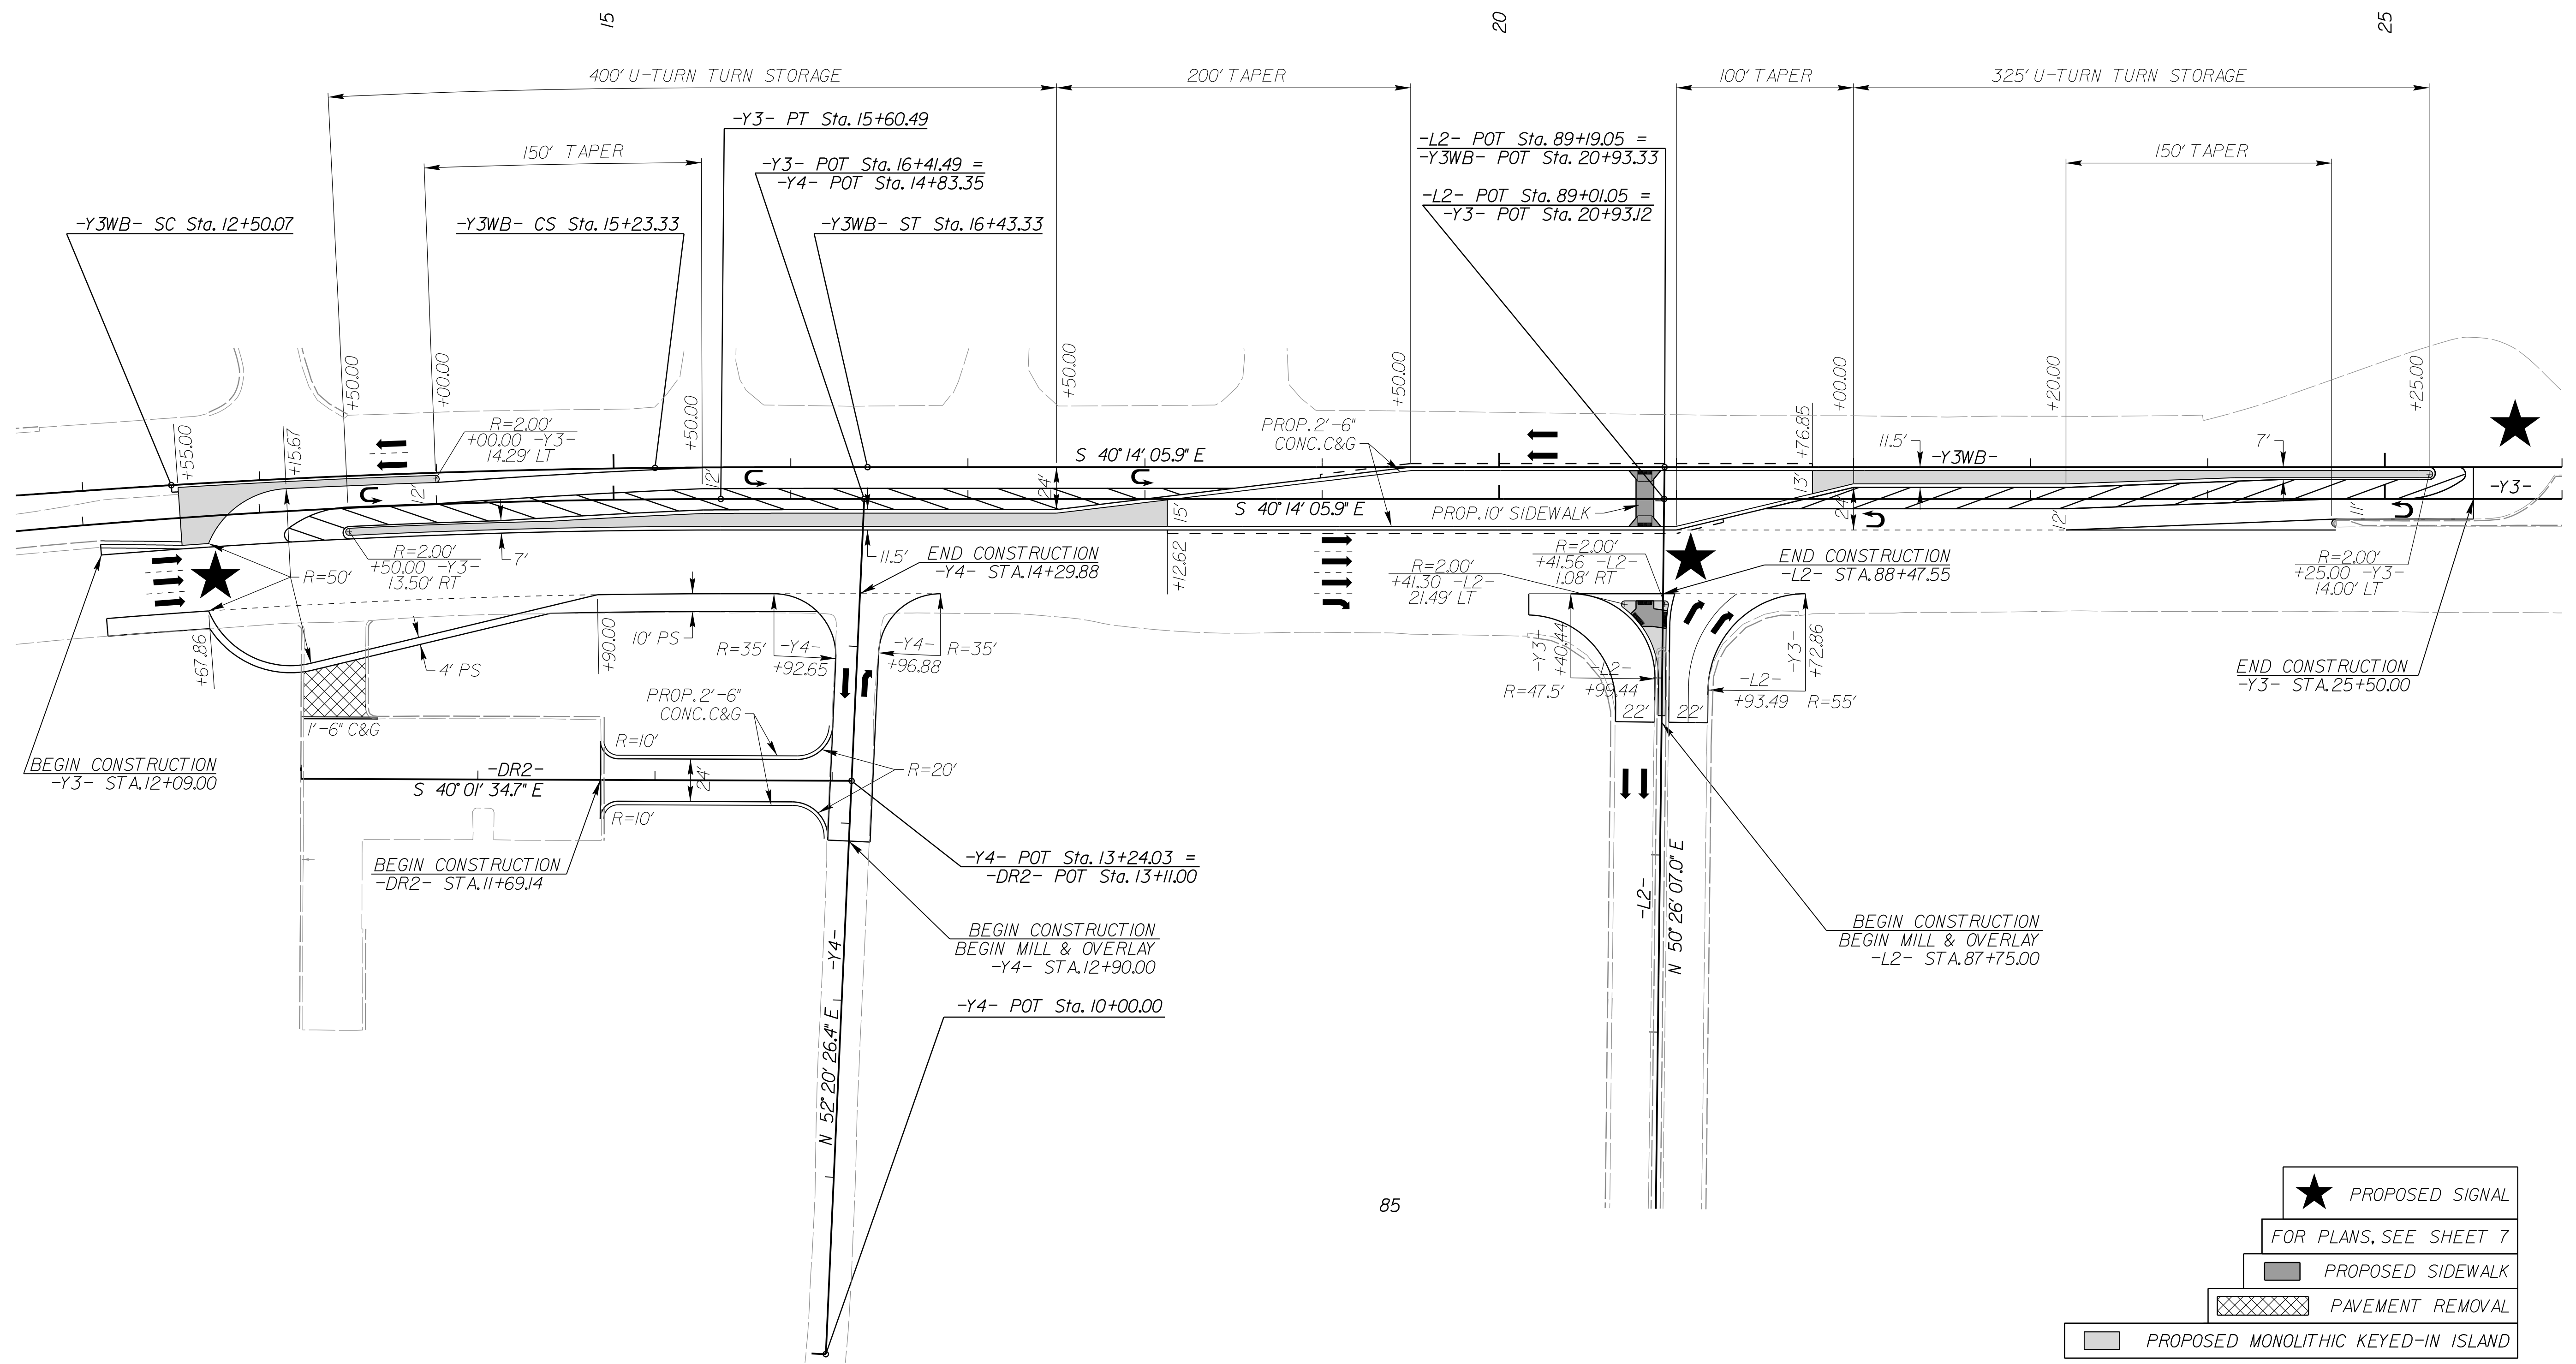 15
20
25
400' U-TURN TURN STORAGE
200' TAPER
100' TAPER
325' U-TURN TURN STORAGE
150' TAPER
150' TAPER
-Y3- PT Sta. 15+60.49
-Y3- POT Sta. 16+41.49 =
-Y4- POT Sta. 14+83.35
-L2- POT Sta. 89+19.05 =
-Y3WB- POT Sta. 20+93.33
-L2- POT Sta. 89+01.05 =
-Y3- POT Sta. 20+93.12
-Y3WB- SC Sta. 12+50.07
-Y3WB- CS Sta. 15+23.33
-Y3WB- ST Sta. 16+43.33
+55.00
+15.67
+50.00
+00.00
+50.00
+50.00
+50.00
+76.85
+00.00
+20.00
+25.00
R=2.00'
+00.00 -Y3-
14.29' LT
PROP. 2'-6"
CONC. C&G
S 40° 14' 05.9" E
S 40° 14' 05.9" E
-Y3WB-
-Y3-
11.5'
7'
12'
12'
24'
15'
13'
24'
12'
11'
PROP. 10' SIDEWALK
R=50'
R=2.00'
+50.00 -Y3-
13.50' RT
7'
11.5'
END CONSTRUCTION
-Y4- STA. 14+29.88
+12.62
R=2.00'
+41.30 -L2-
21.49' LT
R=2.00'
+41.56 -L2-
1.08' RT
END CONSTRUCTION
-L2- STA. 88+47.55
R=2.00'
+25.00 -Y3-
14.00' LT
END CONSTRUCTION
-Y3- STA. 25+50.00
+67.86
+90.00
10' PS
4' PS
R=35'
-Y4-
+92.65
-Y4-
+96.88
R=35'
-Y3-
+40.44
-L2-
+99.44
R=47.5'
-Y3-
+72.86
-L2-
+93.49
R=55'
22'
22'
PROP. 2'-6"
CONC. C&G
1'-6" C&G
BEGIN CONSTRUCTION
-Y3- STA. 12+09.00
-DR2-
S 40° 01' 34.7" E
R=10'
R=10'
24'
R=20'
BEGIN CONSTRUCTION
-DR2- STA. 11+69.14
-Y4- POT Sta. 13+24.03 =
-DR2- POT Sta. 13+11.00
BEGIN CONSTRUCTION
BEGIN MILL & OVERLAY
-Y4- STA. 12+90.00
-Y4-
N 52° 20' 26.4" E
-Y4- POT Sta. 10+00.00
-L2-
N 50° 26' 07.0" E
BEGIN CONSTRUCTION
BEGIN MILL & OVERLAY
-L2- STA. 87+75.00
85
PROPOSED SIGNAL
FOR PLANS, SEE SHEET 7
PROPOSED SIDEWALK
PAVEMENT REMOVAL
PROPOSED MONOLITHIC KEYED-IN ISLAND